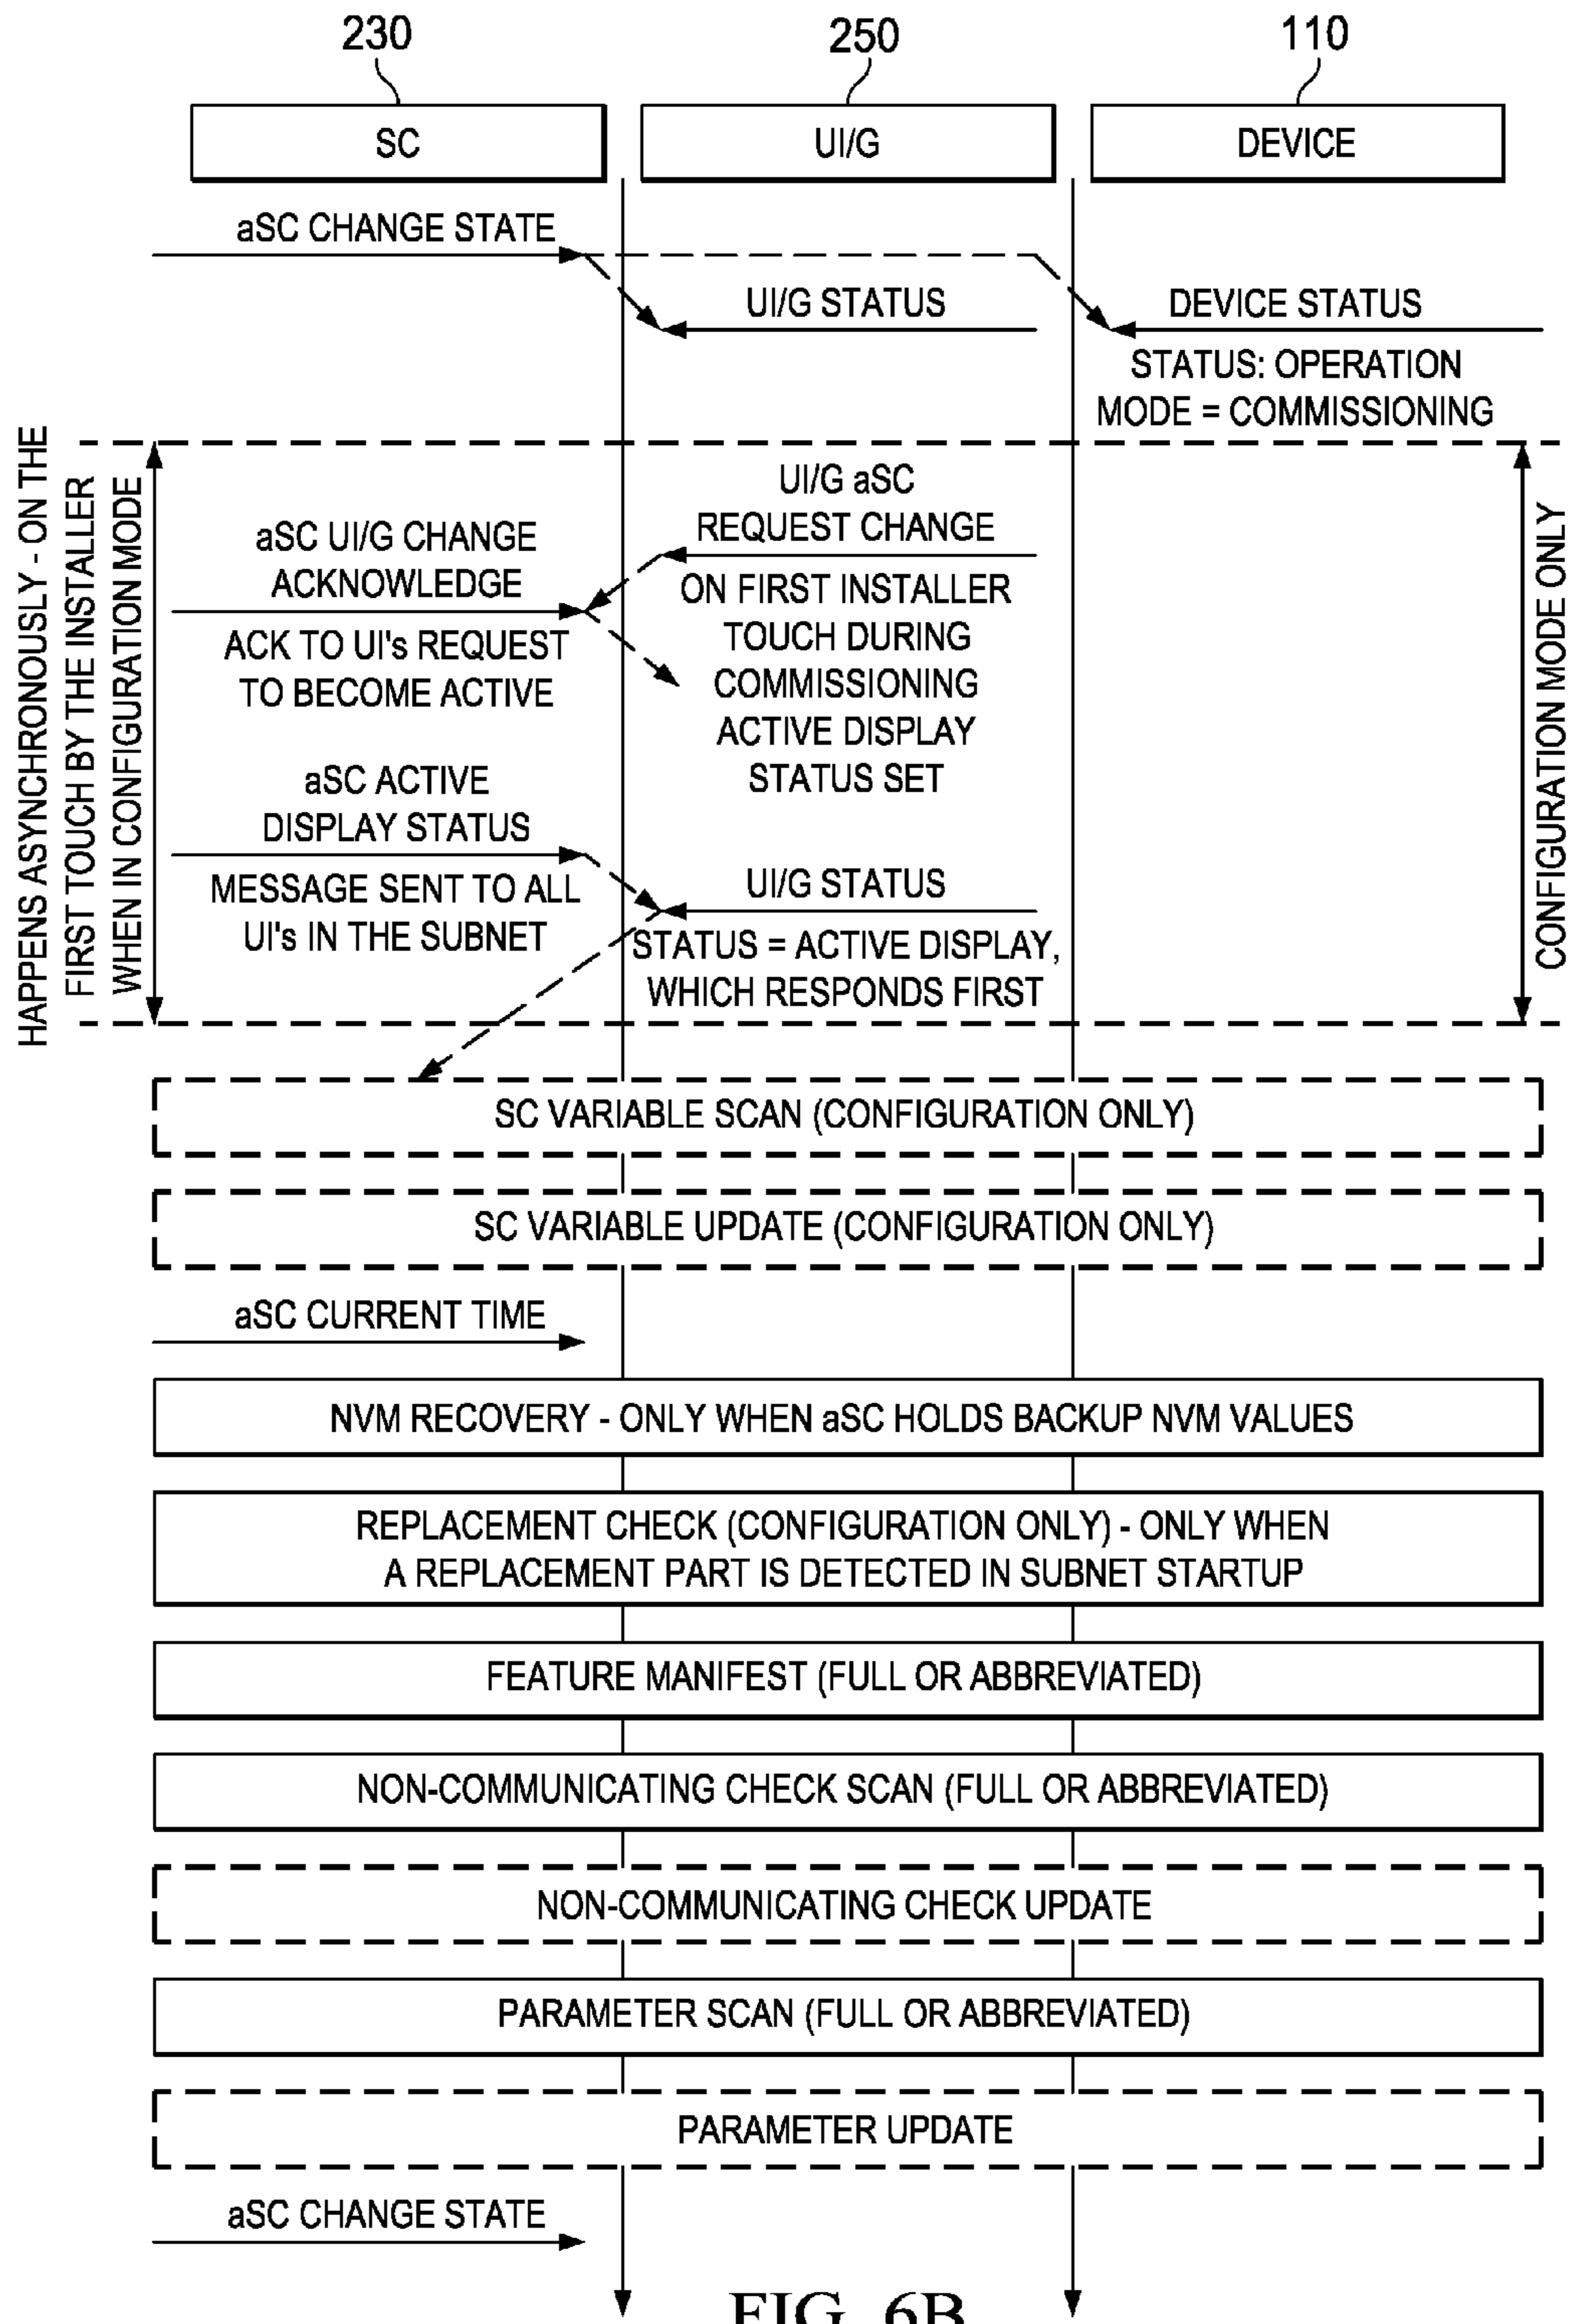 230
250
110
SC
UI/G
DEVICE
aSC CHANGE STATE
UI/G STATUS
DEVICE STATUS
STATUS: OPERATION
MODE = COMMISSIONING
HAPPENS ASYNCHRONOUSLY - ON THE
FIRST TOUCH BY THE INSTALLER
WHEN IN CONFIGURATION MODE
UI/G aSC
REQUEST CHANGE
ON FIRST INSTALLER
TOUCH DURING
COMMISSIONING
ACTIVE DISPLAY
STATUS SET
aSC UI/G CHANGE
ACKNOWLEDGE
ACK TO UI's REQUEST
TO BECOME ACTIVE
aSC ACTIVE
DISPLAY STATUS
MESSAGE SENT TO ALL
UI's IN THE SUBNET
UI/G STATUS
STATUS = ACTIVE DISPLAY,
WHICH RESPONDS FIRST
CONFIGURATION MODE ONLY
SC VARIABLE SCAN (CONFIGURATION ONLY)
SC VARIABLE UPDATE (CONFIGURATION ONLY)
aSC CURRENT TIME
NVM RECOVERY - ONLY WHEN aSC HOLDS BACKUP NVM VALUES
REPLACEMENT CHECK (CONFIGURATION ONLY) - ONLY WHEN
A REPLACEMENT PART IS DETECTED IN SUBNET STARTUP
FEATURE MANIFEST (FULL OR ABBREVIATED)
NON-COMMUNICATING CHECK SCAN (FULL OR ABBREVIATED)
NON-COMMUNICATING CHECK UPDATE
PARAMETER SCAN (FULL OR ABBREVIATED)
PARAMETER UPDATE
aSC CHANGE STATE
FIG. 6B